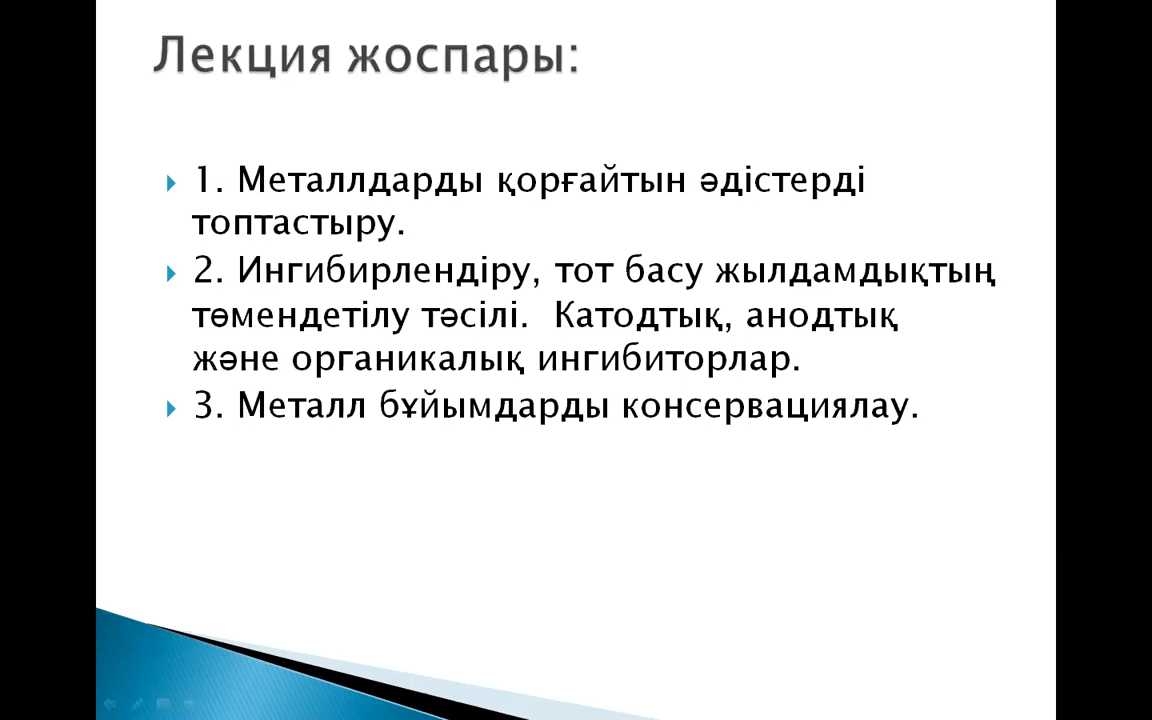 Лекция жоспары:
1. Металлдарды қорғайтын әдістерді
топтастыру.
2. Ингибирлендіру, тот басу жылдамдықтың
төмендетілу тәсілі.  Катодтық, анодтық
және органикалық ингибиторлар.
3. Металл бұйымдарды консервациялау.